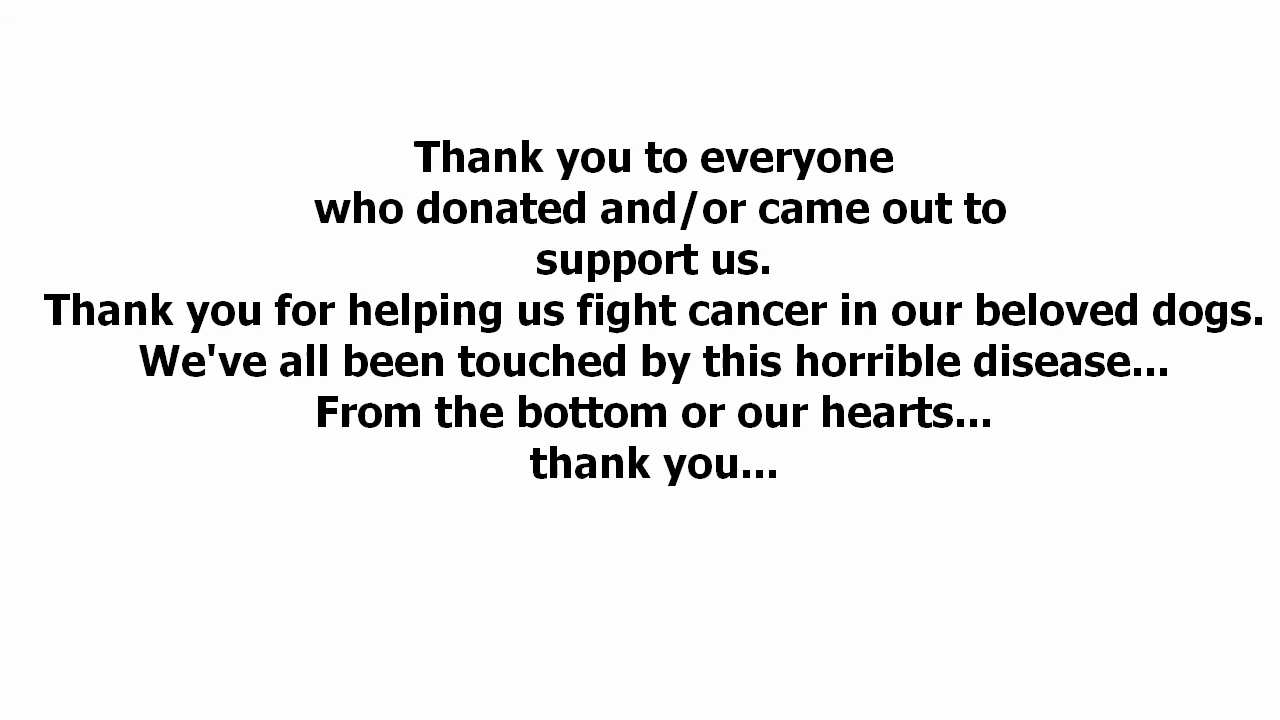 Thank you to everyone
who donated and/or came out to
support us.
Thank you for helping us fight cancer in our beloved dogs.
We've all been touched by this horrible disease...
From the bottom or our hearts...
thank you...